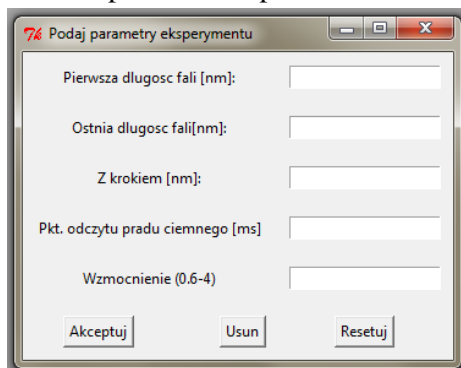 Podaj parametry eksperymentu
Pierwsza dlugosc fali [nm]:
Ostnia dlugosc fali[nm]:
Z krokiem [nm]:
Pkt. odczytu pradu ciemnego [ms]
Wzmocnienie (0.6-4)
Akceptuj Usun Resetuj